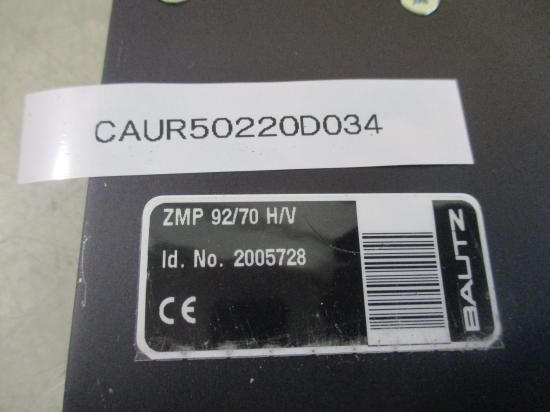 CAUR50220D034
ZMP 92/70 H/V
Id. No. 2005728
CE
BAUTZ